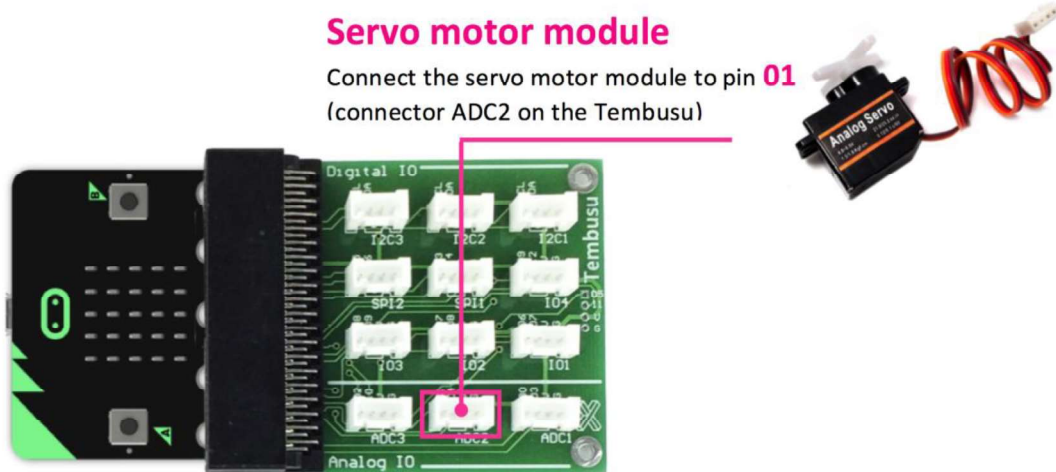 Servo motor module
Connect the servo motor module to pin 01
(connector ADC2 on the Tembusu)
Analog Servo
Digital IO
I2C3 I2C2 I2C1
Tembusu
SPI2 SPI1 IO4
IO3 IO2 IO1
ADC3 ADC2 ADC1
Analog IO
B
A